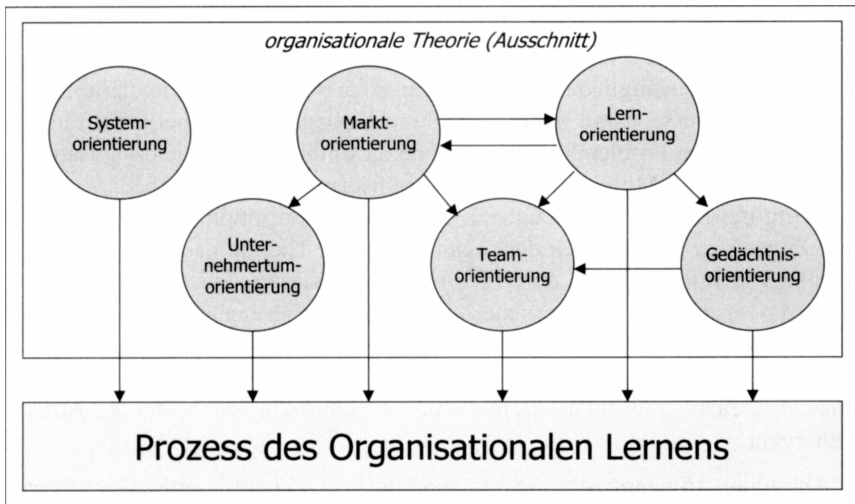 organisationale Theorie (Ausschnitt)
System-
orientierung
Markt-
orientierung
Lern-
orientierung
Unter-
nehmertum-
orientierung
Team-
orientierung
Gedächtnis-
orientierung
Prozess des Organisationalen Lernens